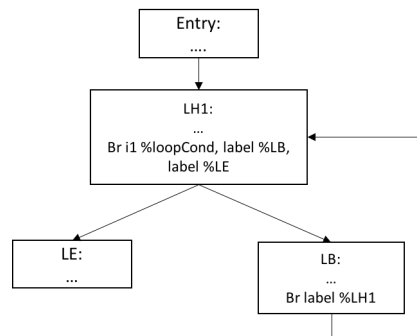 Entry:
....
LH1:
...
Br i1 %loopCond, label %LB,
label %LE
LE:
...
LB:
...
Br label %LH1